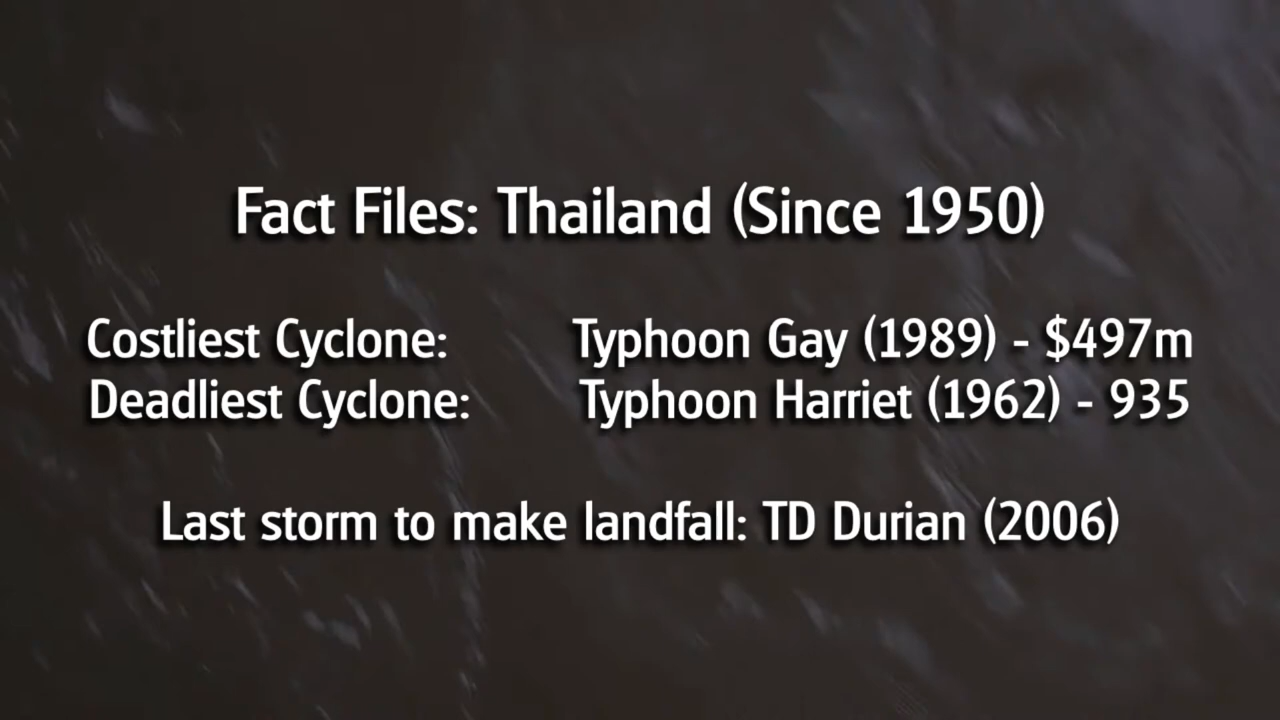 Fact Files: Thailand (Since 1950)
Costliest Cyclone: Typhoon Gay (1989) - $497m
Deadliest Cyclone: Typhoon Harriet (1962) - 935
Last storm to make landfall: TD Durian (2006)